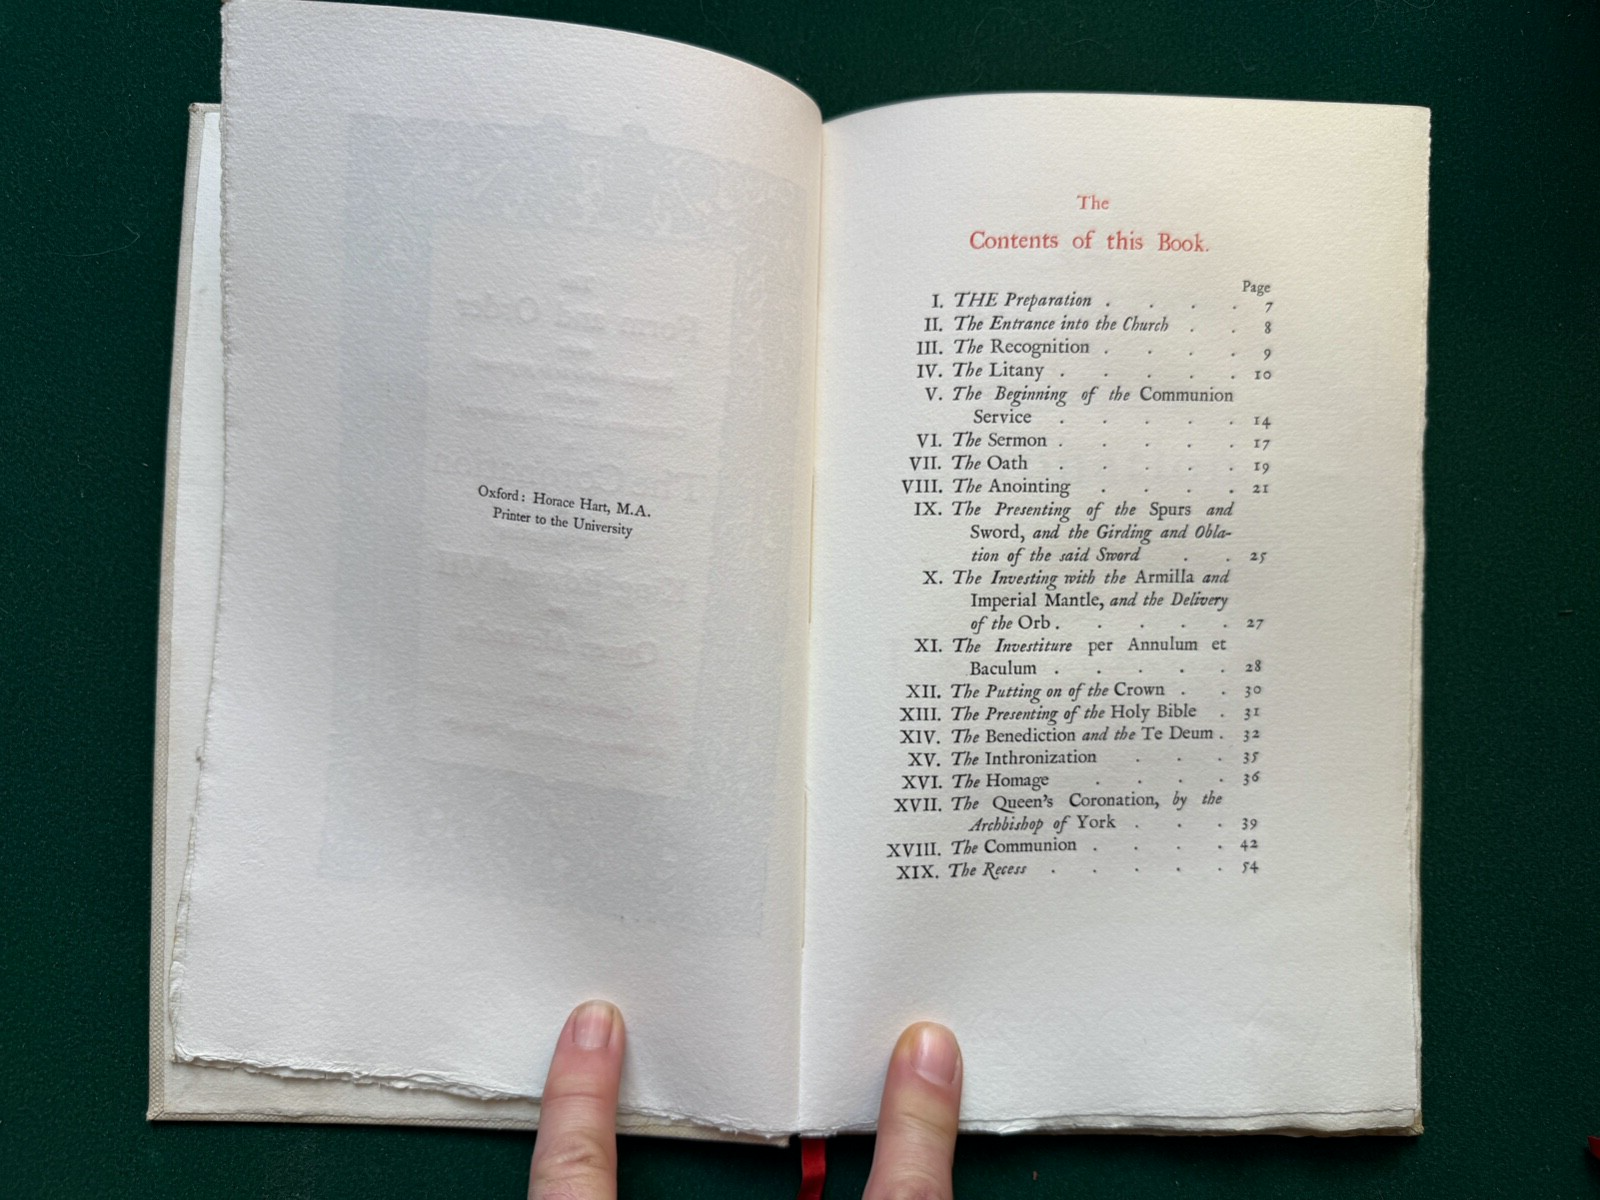 Oxford: Horace Hart, M.A.
Printer to the University
The
Contents of this Book.
Page
I. THE Preparation . . . . 7
II. The Entrance into the Church . . 8
III. The Recognition . . . . 9
IV. The Litany . . . . . 10
V. The Beginning of the Communion
Service . . . . . 14
VI. The Sermon . . . . . 17
VII. The Oath . . . . . 19
VIII. The Anointing . . . . 21
IX. The Presenting of the Spurs and
Sword, and the Girding and Obla-
tion of the said Sword . . 25
X. The Investing with the Armilla and
Imperial Mantle, and the Delivery
of the Orb . . . . . 27
XI. The Investiture per Annulum et
Baculum . . . . . 28
XII. The Putting on of the Crown . . 30
XIII. The Presenting of the Holy Bible . 31
XIV. The Benediction and the Te Deum . 32
XV. The Inthronization . . . 35
XVI. The Homage . . . . 36
XVII. The Queen's Coronation, by the
Archbishop of York . . . 39
XVIII. The Communion . . . . 42
XIX. The Recess . . . . . 54